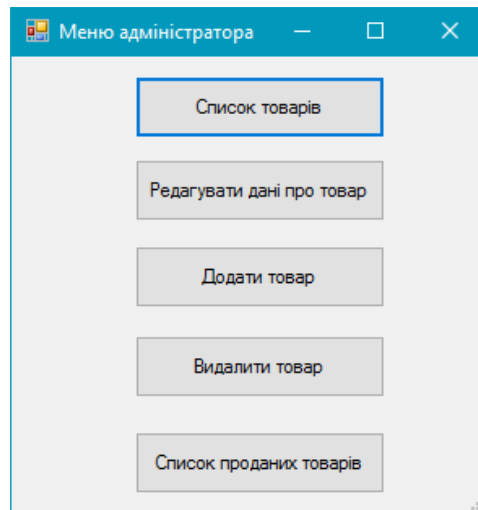 Меню адміністратора
Список товарів
Редагувати дані про товар
Додати товар
Видалити товар
Список проданих товарів